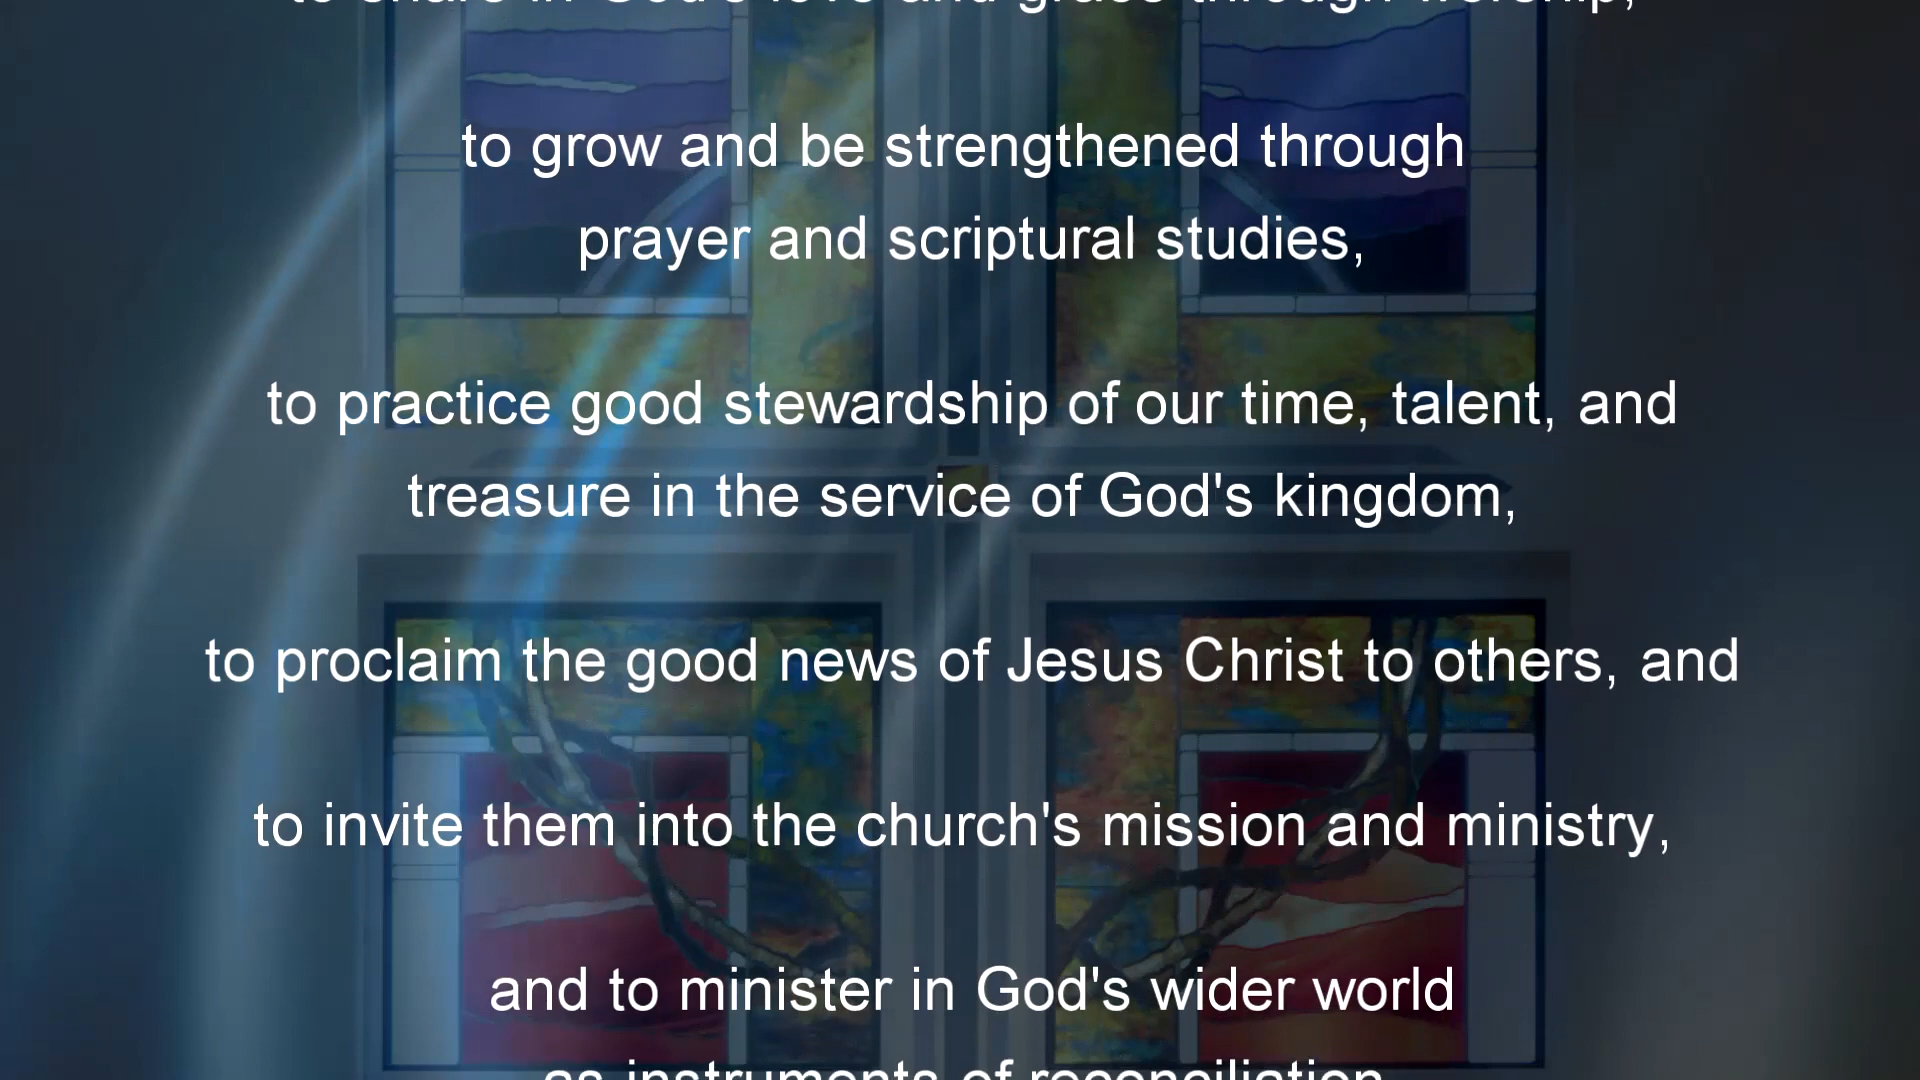 to share in God's love and grace through worship,
to grow and be strengthened through
prayer and scriptural studies,
to practice good stewardship of our time, talent, and
treasure in the service of God's kingdom,
to proclaim the good news of Jesus Christ to others, and
to invite them into the church's mission and ministry,
and to minister in God's wider world
as instruments of reconciliation